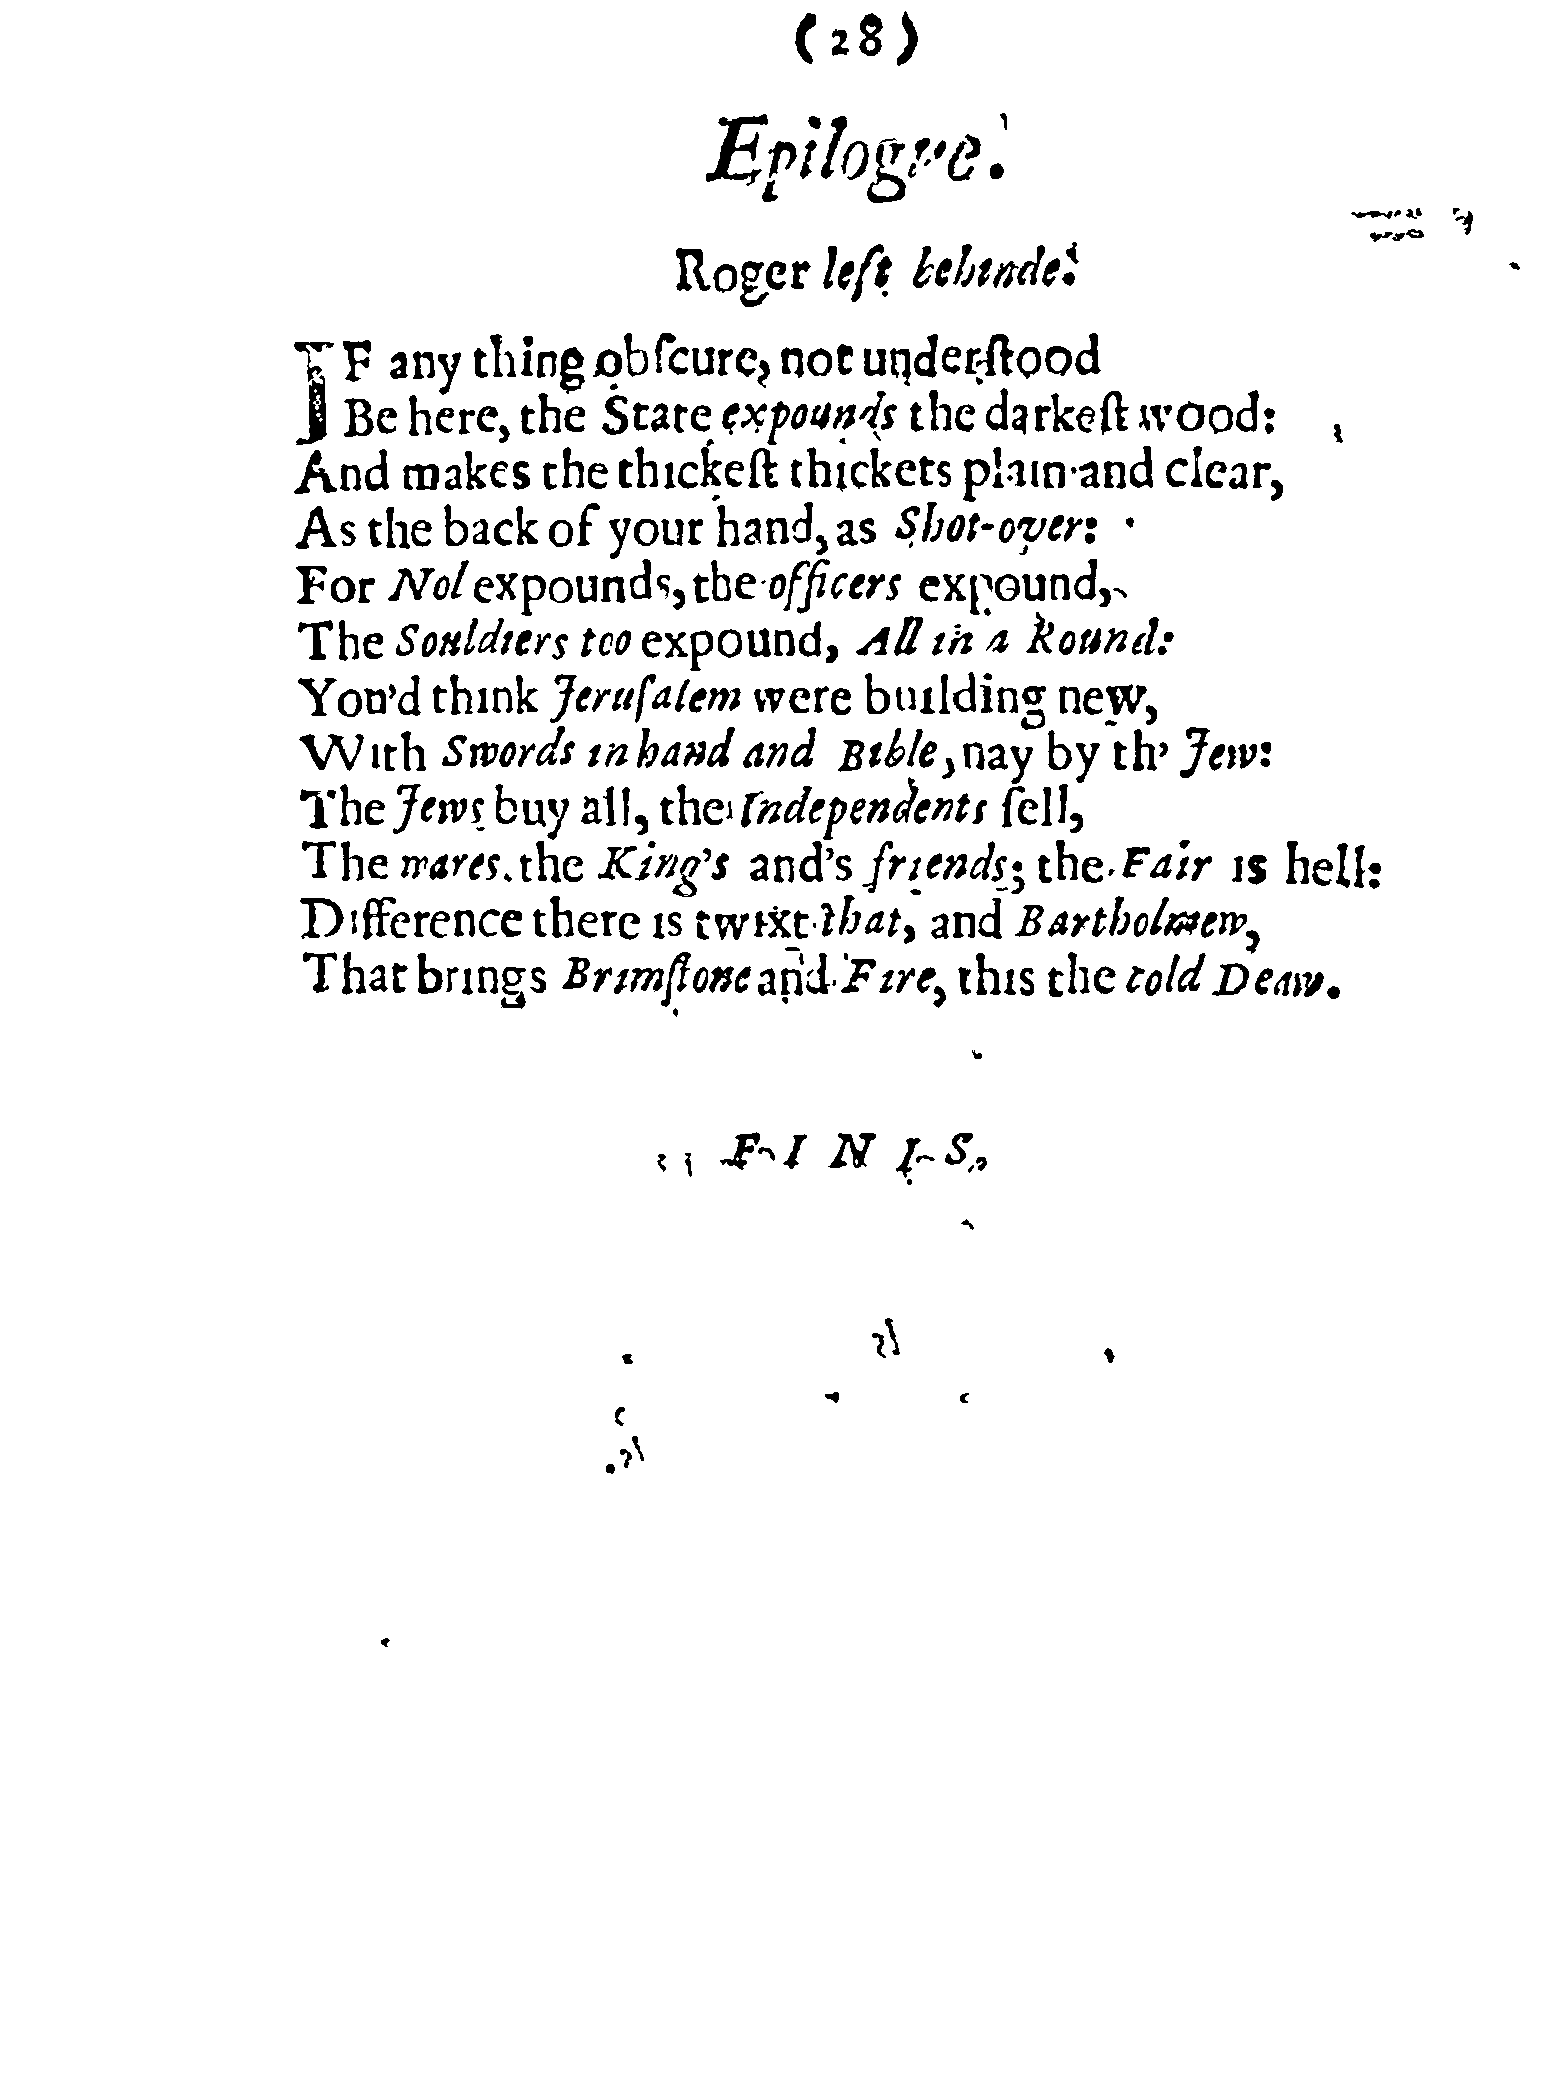 (28)
Epilogve.
Roger left behinde.
IF any thing obſcure, not underſtood
Be here, the State expounds the darkeſt wood:
And makes the thickeſt thickets plain and clear,
As the back of your hand, as Shot-over:
For Nol expounds, the officers expound,
The Souldiers too expound, All in a Round:
You'd think Jeruſalem were building new,
With Swords in hand and Bible, nay by th' Jew:
The Jews buy all, the Independents ſell,
The wares the King's and's friends; the Fair is hell:
Difference there is twixt that, and Bartholmew,
That brings Brimſtone and Fire, this the cold Deaw.
FINIS.